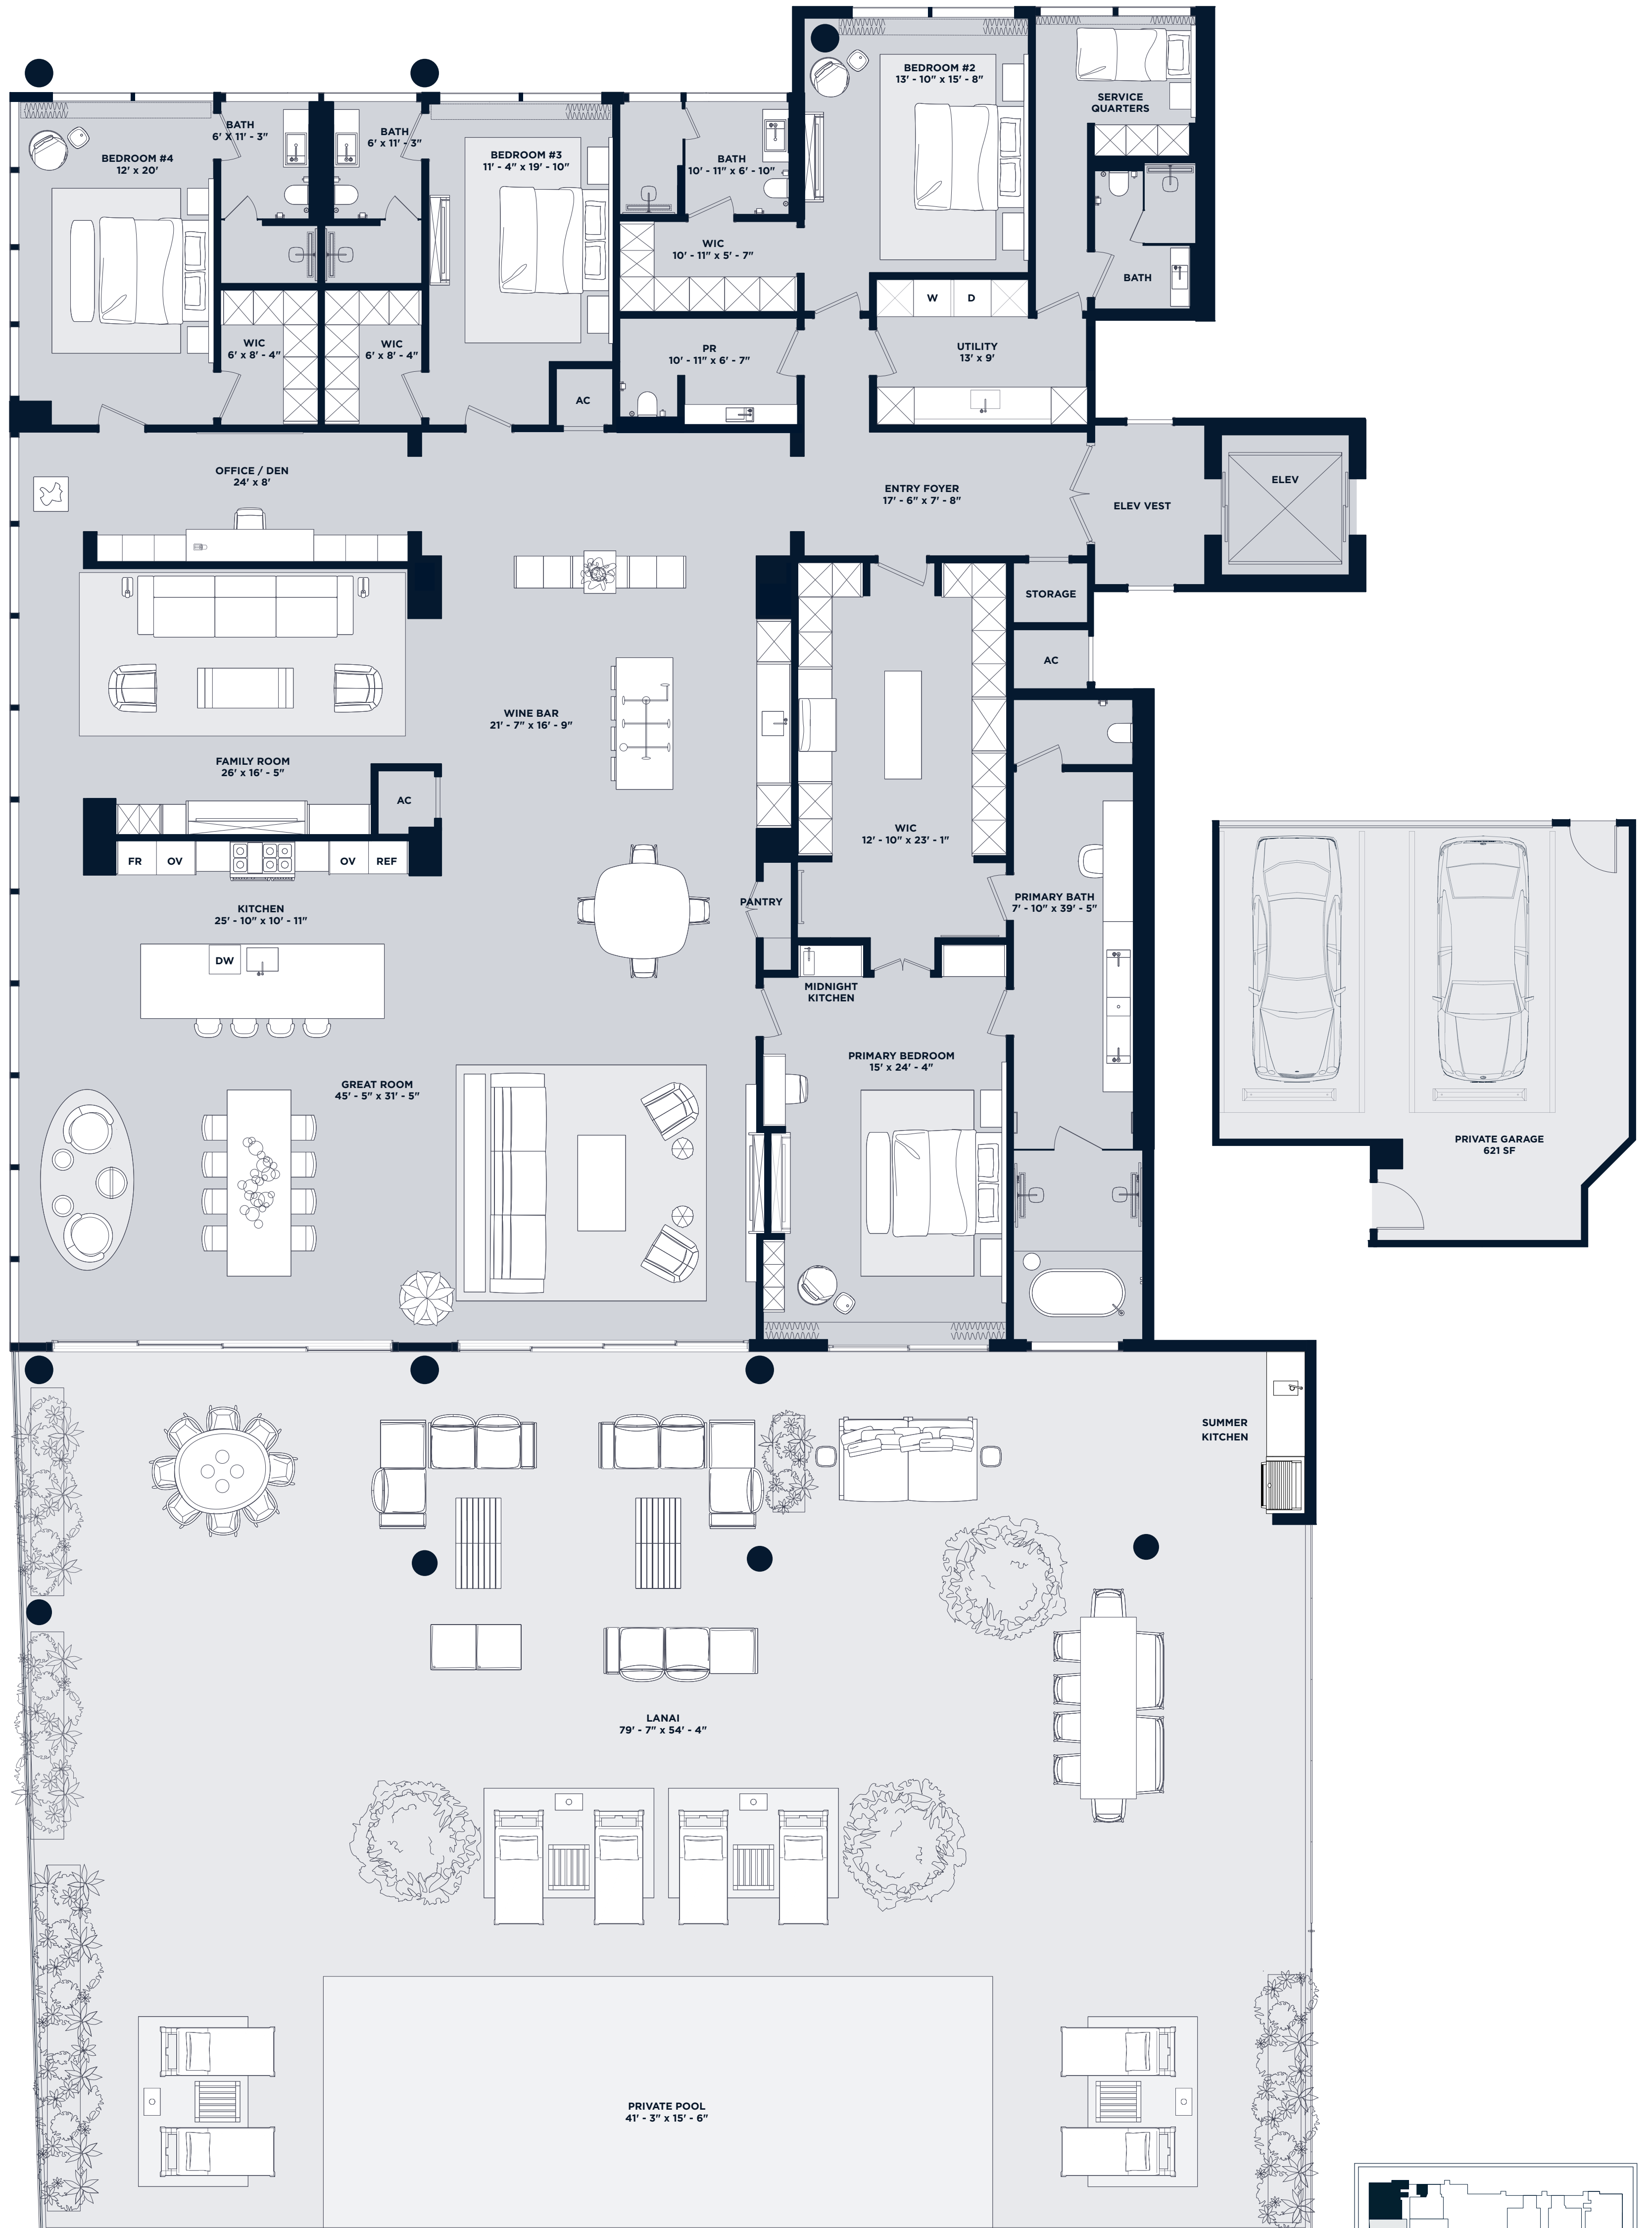 BEDROOM #2
13' - 10" x 15' - 8"
SERVICE
QUARTERS
BATH
6' X 11' - 3"
BATH
6' x 11' - 3"
BEDROOM #4
12' x 20'
BEDROOM #3
11' - 4" x 19' - 10"
BATH
10' - 11" x 6' - 10"
WIC
10' - 11" x 5' - 7"
BATH
W
D
WIC
6' x 8' - 4"
WIC
6' x 8' - 4"
PR
10' - 11" x 6' - 7"
UTILITY
13' x 9'
AC
OFFICE / DEN
24' x 8'
ENTRY FOYER
17' - 6" x 7' - 8"
ELEV VEST
ELEV
STORAGE
AC
WINE BAR
21' - 7" x 16' - 9"
FAMILY ROOM
26' x 16' - 5"
AC
WIC
12' - 10" x 23' - 1"
FR
OV
OV
REF
KITCHEN
25' - 10" x 10' - 11"
PANTRY
PRIMARY BATH
7' - 10" x 39' - 5"
DW
MIDNIGHT
KITCHEN
PRIMARY BEDROOM
15' x 24' - 4"
GREAT ROOM
45' - 5" x 31' - 5"
PRIVATE GARAGE
621 SF
SUMMER
KITCHEN
LANAI
79' - 7" x 54' - 4"
PRIVATE POOL
41' - 3" x 15' - 6"